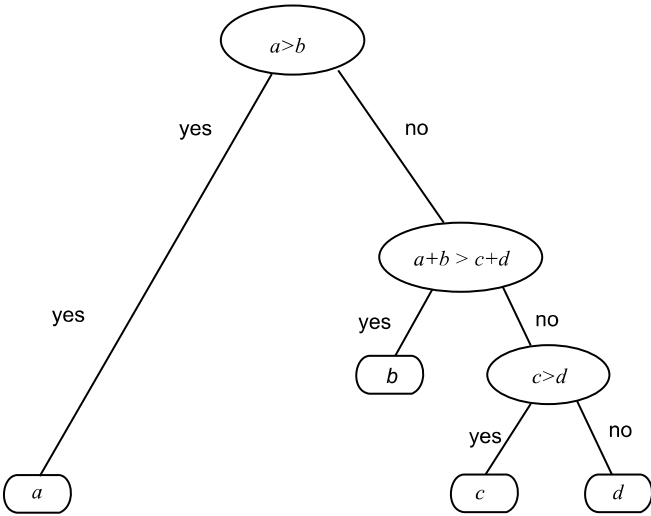 a>b
yes
no
a+b > c+d
yes
yes
no
b
c>d
yes
no
a
c
d